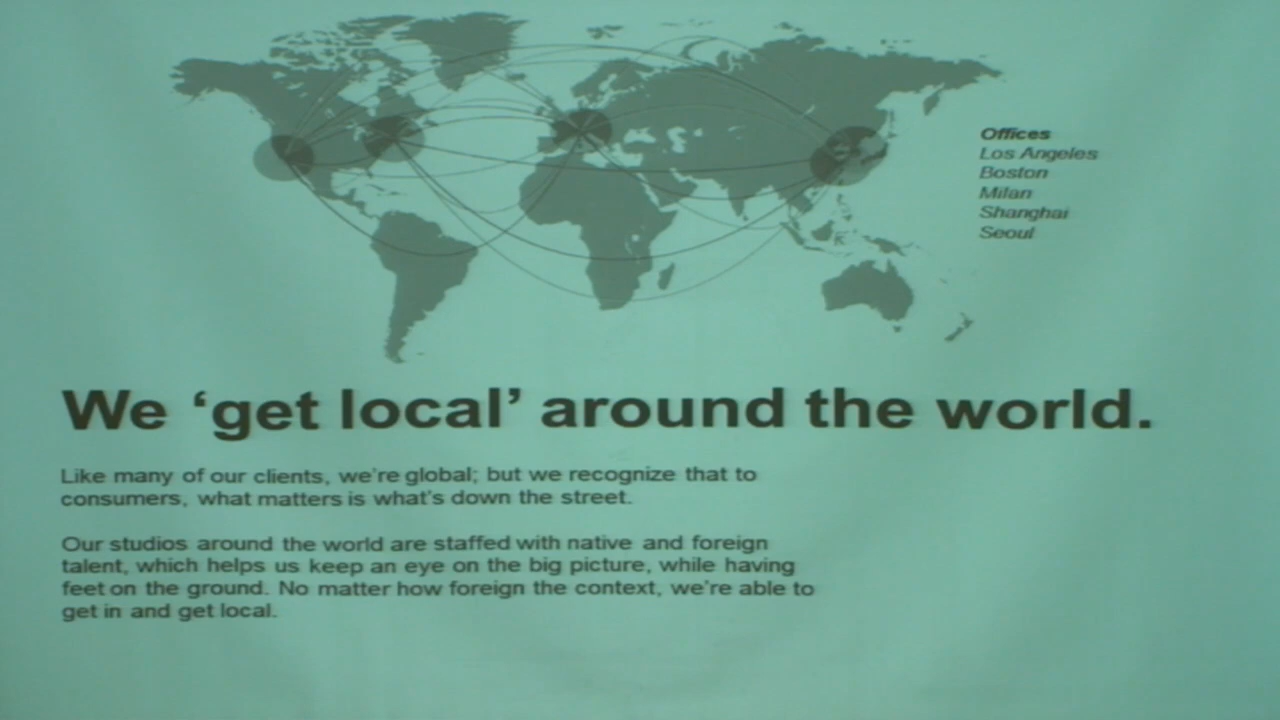 Offices
Los Angeles
Boston
Milan
Shanghai
Seoul
We ‘get local’ around the world.
Like many of our clients, we’re global; but we recognize that to
consumers, what matters is what’s down the street.
Our studios around the world are staffed with native and foreign
talent, which helps us keep an eye on the big picture, while having
feet on the ground. No matter how foreign the context, we’re able to
get in and get local.